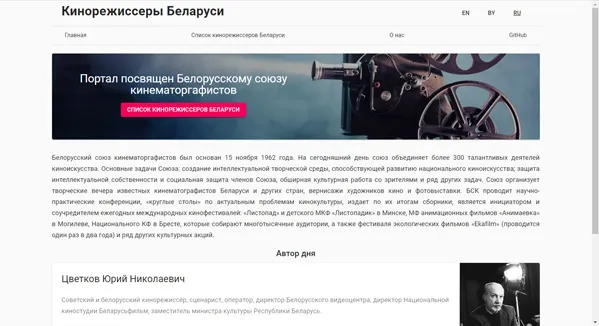 Кинорежиссеры Беларуси
EN BY RU
Главная Список кинорежиссеров Беларуси О нас GitHub
Портал посвящен Белорусскому союзу
кинематоргафистов
СПИСОК КИНОРЕЖИССЕРОВ БЕЛАРУСИ
Белорусский союз кинематоргафистов был основан 15 ноября 1962 года. На сегодняшний день союз объединяет более 300 талантливых деятелей
киноискусства. Основные задачи Союза: создание интеллектуальной творческой среды, способствующей развитию национального киноискусства; защита
интеллектуальной собственности и социальная защита членов Союза, обширная культурная работа со зрителями и ряд других задач. Союз организует
творческие вечера известных кинематографистов Беларуси и других стран, вернисажи художников кино и фотовыставки. БСК проводит научно-
практические конференции, «круглые столы» по актуальным проблемам кинокультуры, издает по их итогам сборники, является инициатором и
соучредителем ежегодных международных кинофестивалей: «Листопад» и детского МКФ «Листопадик» в Минске, МФ анимационных фильмов «Анимаевка»
в Могилеве, Национального КФ в Бресте, которые собирают многотысячные аудитории, а также фестиваля экологических фильмов «Ekafilm» (проводится
один раз в два года) и ряд других культурных акций.
Автор дня
Цветков Юрий Николаевич
Советский и белорусский кинорежиссёр, сценарист, оператор, директор Белорусского видеоцентра, директор Национальной
киностудии Беларусьфильм, заместитель министра культуры Республики Беларусь.